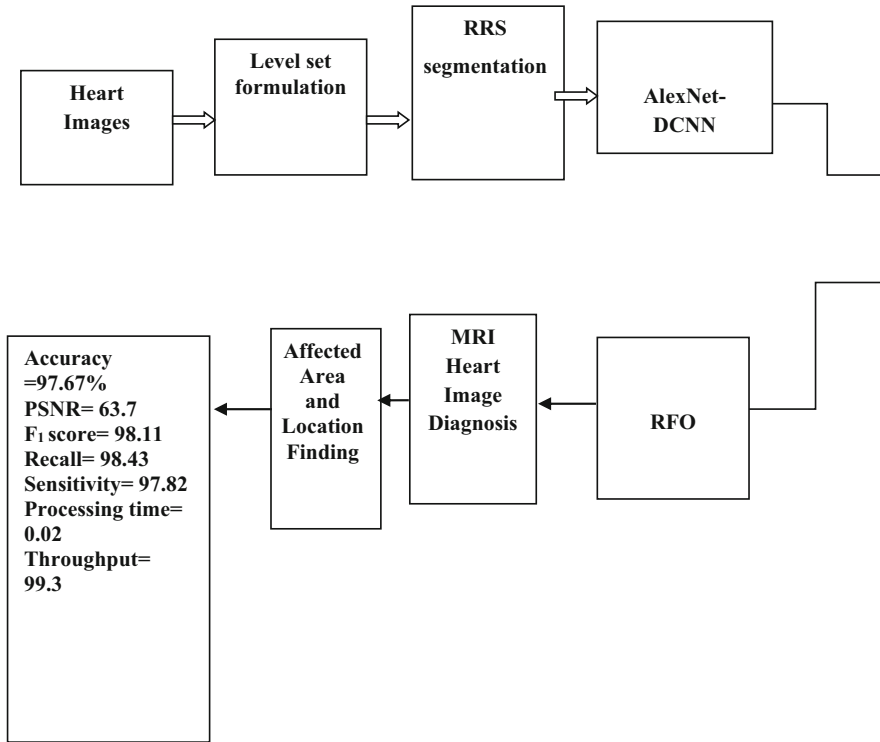 Heart
Images
Level set
formulation
RRS
segmentation
AlexNet-
DCNN
RFO
MRI
Heart
Image
Diagnosis
Affected
Area
and
Location
Finding
Accuracy
=97.67%
PSNR= 63.7
F1 score= 98.11
Recall= 98.43
Sensitivity= 97.82
Processing time=
0.02
Throughput=
99.3